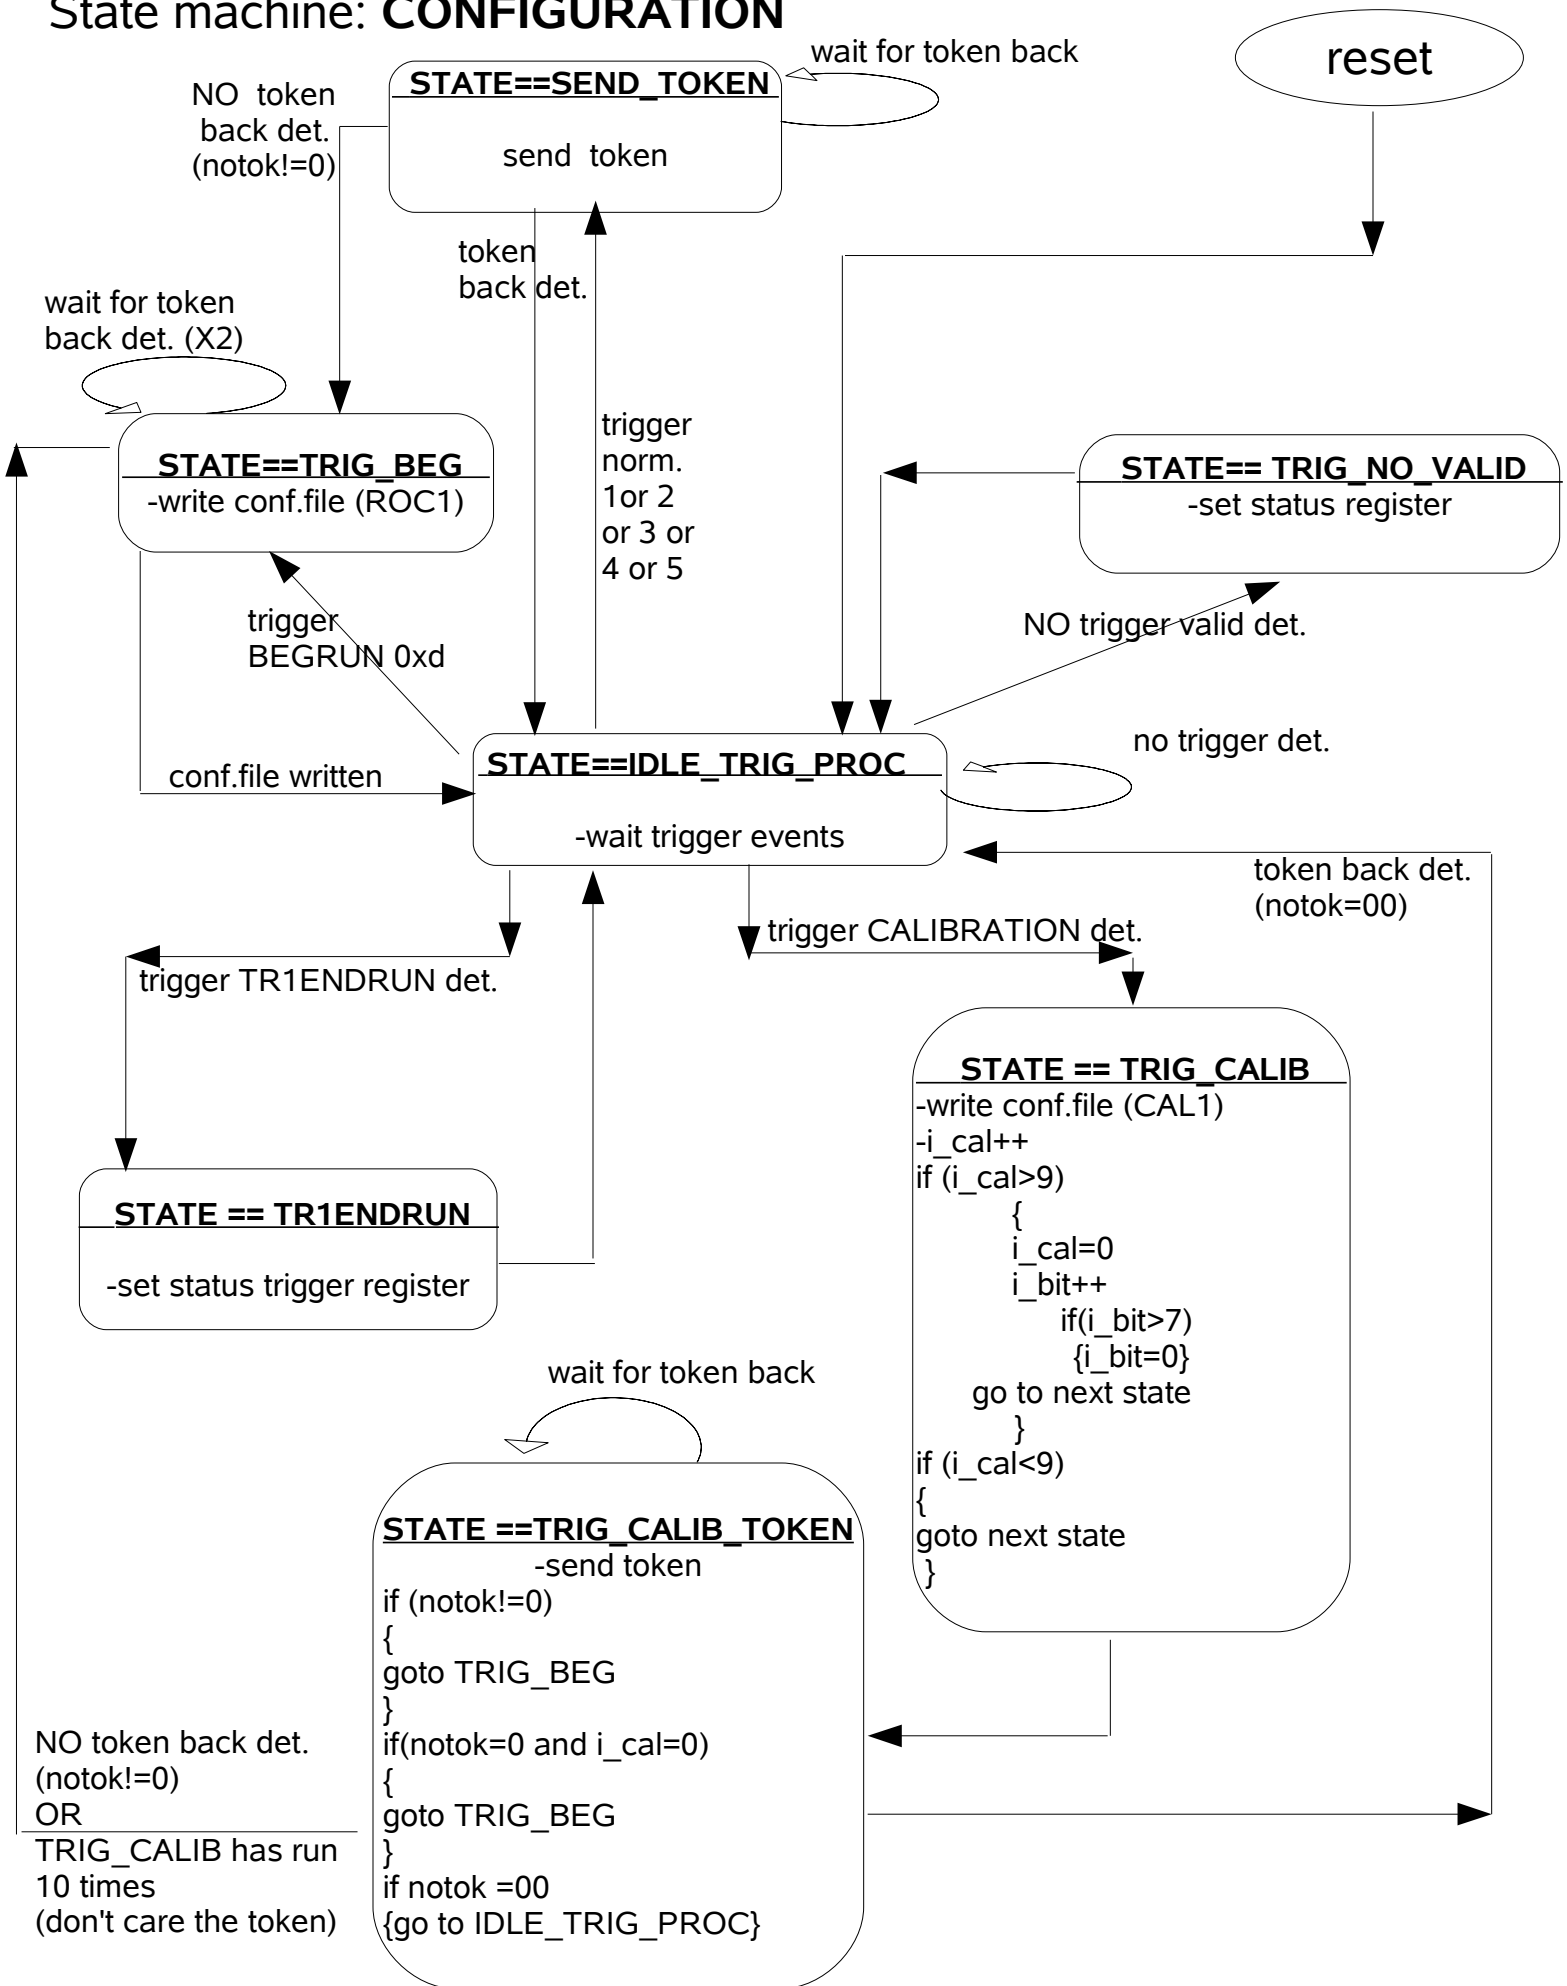 State machine: CONFIGURATION
wait for token back
reset
STATE==SEND_TOKEN
send token
NO token
back det.
(notok!=0)
token
back det.
wait for token
back det. (X2)
trigger
norm.
1or 2
or 3 or
4 or 5
STATE==TRIG_BEG
-write conf.file (ROC1)
STATE== TRIG_NO_VALID
-set status register
trigger
BEGRUN 0xd
NO trigger valid det.
no trigger det.
conf.file written
STATE==IDLE_TRIG_PROC
-wait trigger events
token back det.
(notok=00)
trigger CALIBRATION det.
trigger TR1ENDRUN det.
STATE == TRIG_CALIB
-write conf.file (CAL1)
-i_cal++
if (i_cal>9)
{
i_cal=0
i_bit++
if(i_bit>7)
{i_bit=0}
go to next state
}
if (i_cal<9)
{
goto next state
}
STATE == TR1ENDRUN
-set status trigger register
wait for token back
STATE ==TRIG_CALIB_TOKEN
-send token
if (notok!=0)
{
goto TRIG_BEG
}
if(notok=0 and i_cal=0)
{
goto TRIG_BEG
}
if notok =00
{go to IDLE_TRIG_PROC}
NO token back det.
(notok!=0)
OR
TRIG_CALIB has run
10 times
(don't care the token)